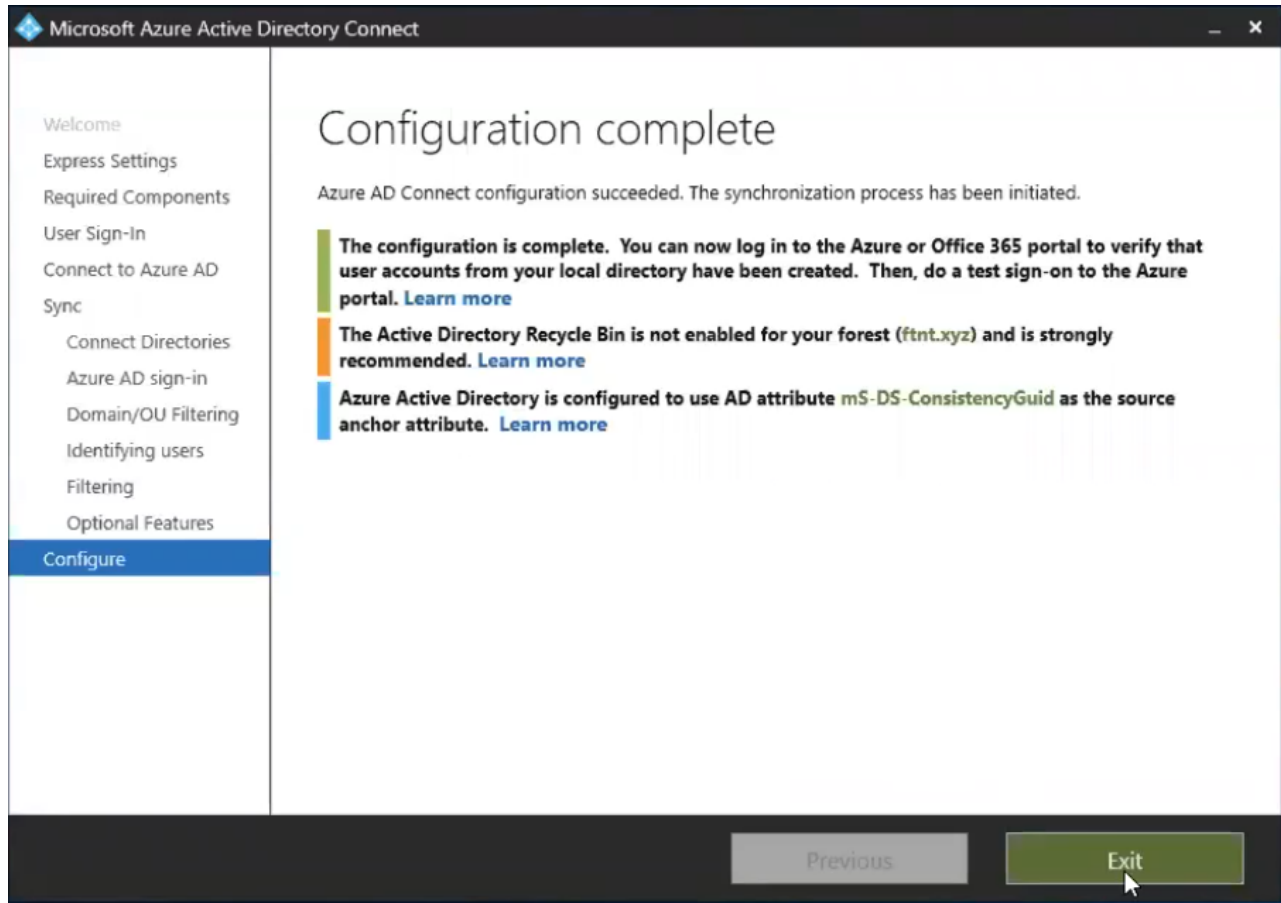 Microsoft Azure Active Directory Connect
Welcome
Express Settings
Required Components
User Sign-In
Connect to Azure AD
Sync
Connect Directories
Azure AD sign-in
Domain/OU Filtering
Identifying users
Filtering
Optional Features
Configure
Configuration complete
Azure AD Connect configuration succeeded. The synchronization process has been initiated.
The configuration is complete.  You can now log in to the Azure or Office 365 portal to verify that
user accounts from your local directory have been created.  Then, do a test sign-on to the Azure
portal. Learn more
The Active Directory Recycle Bin is not enabled for your forest (ftnt.xyz) and is strongly
recommended. Learn more
Azure Active Directory is configured to use AD attribute mS-DS-ConsistencyGuid as the source
anchor attribute.  Learn more
Previous
Exit